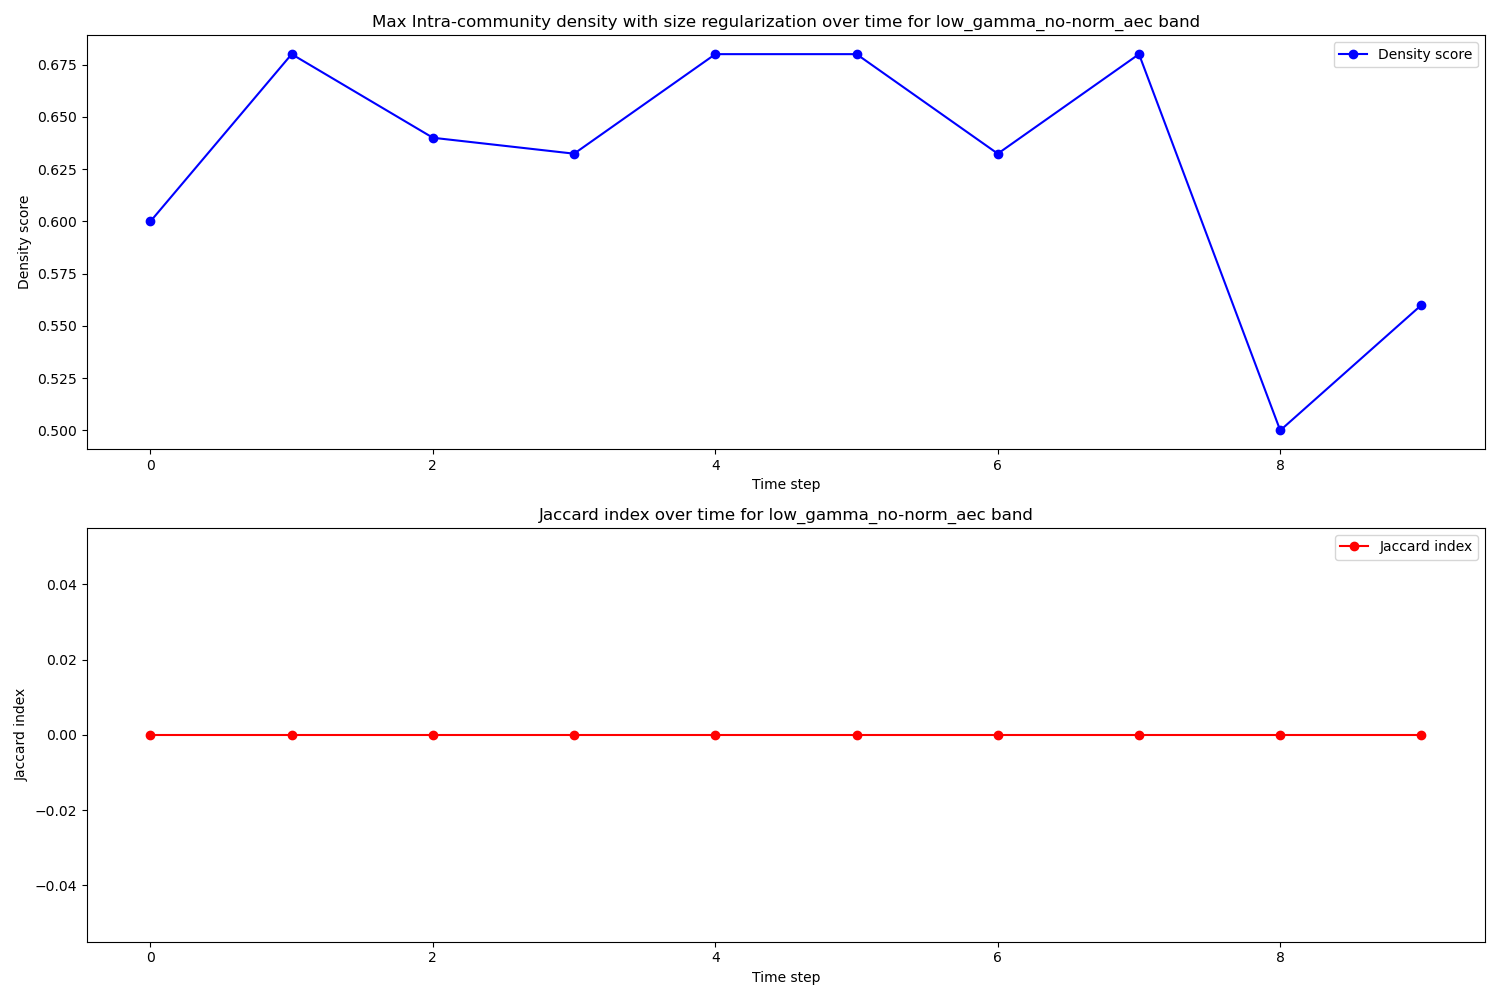 Max Intra-community density with size regularization over time for low_gamma_no-norm_aec band
Density score
0.675
0.650
0.625
0.600
0.575
0.550
0.525
0.500
Density score
0 2 4 6 8
Time step
Jaccard index over time for low_gamma_no-norm_aec band
Jaccard index
0.04
0.02
0.00
−0.02
−0.04
Jaccard index
0 2 4 6 8
Time step